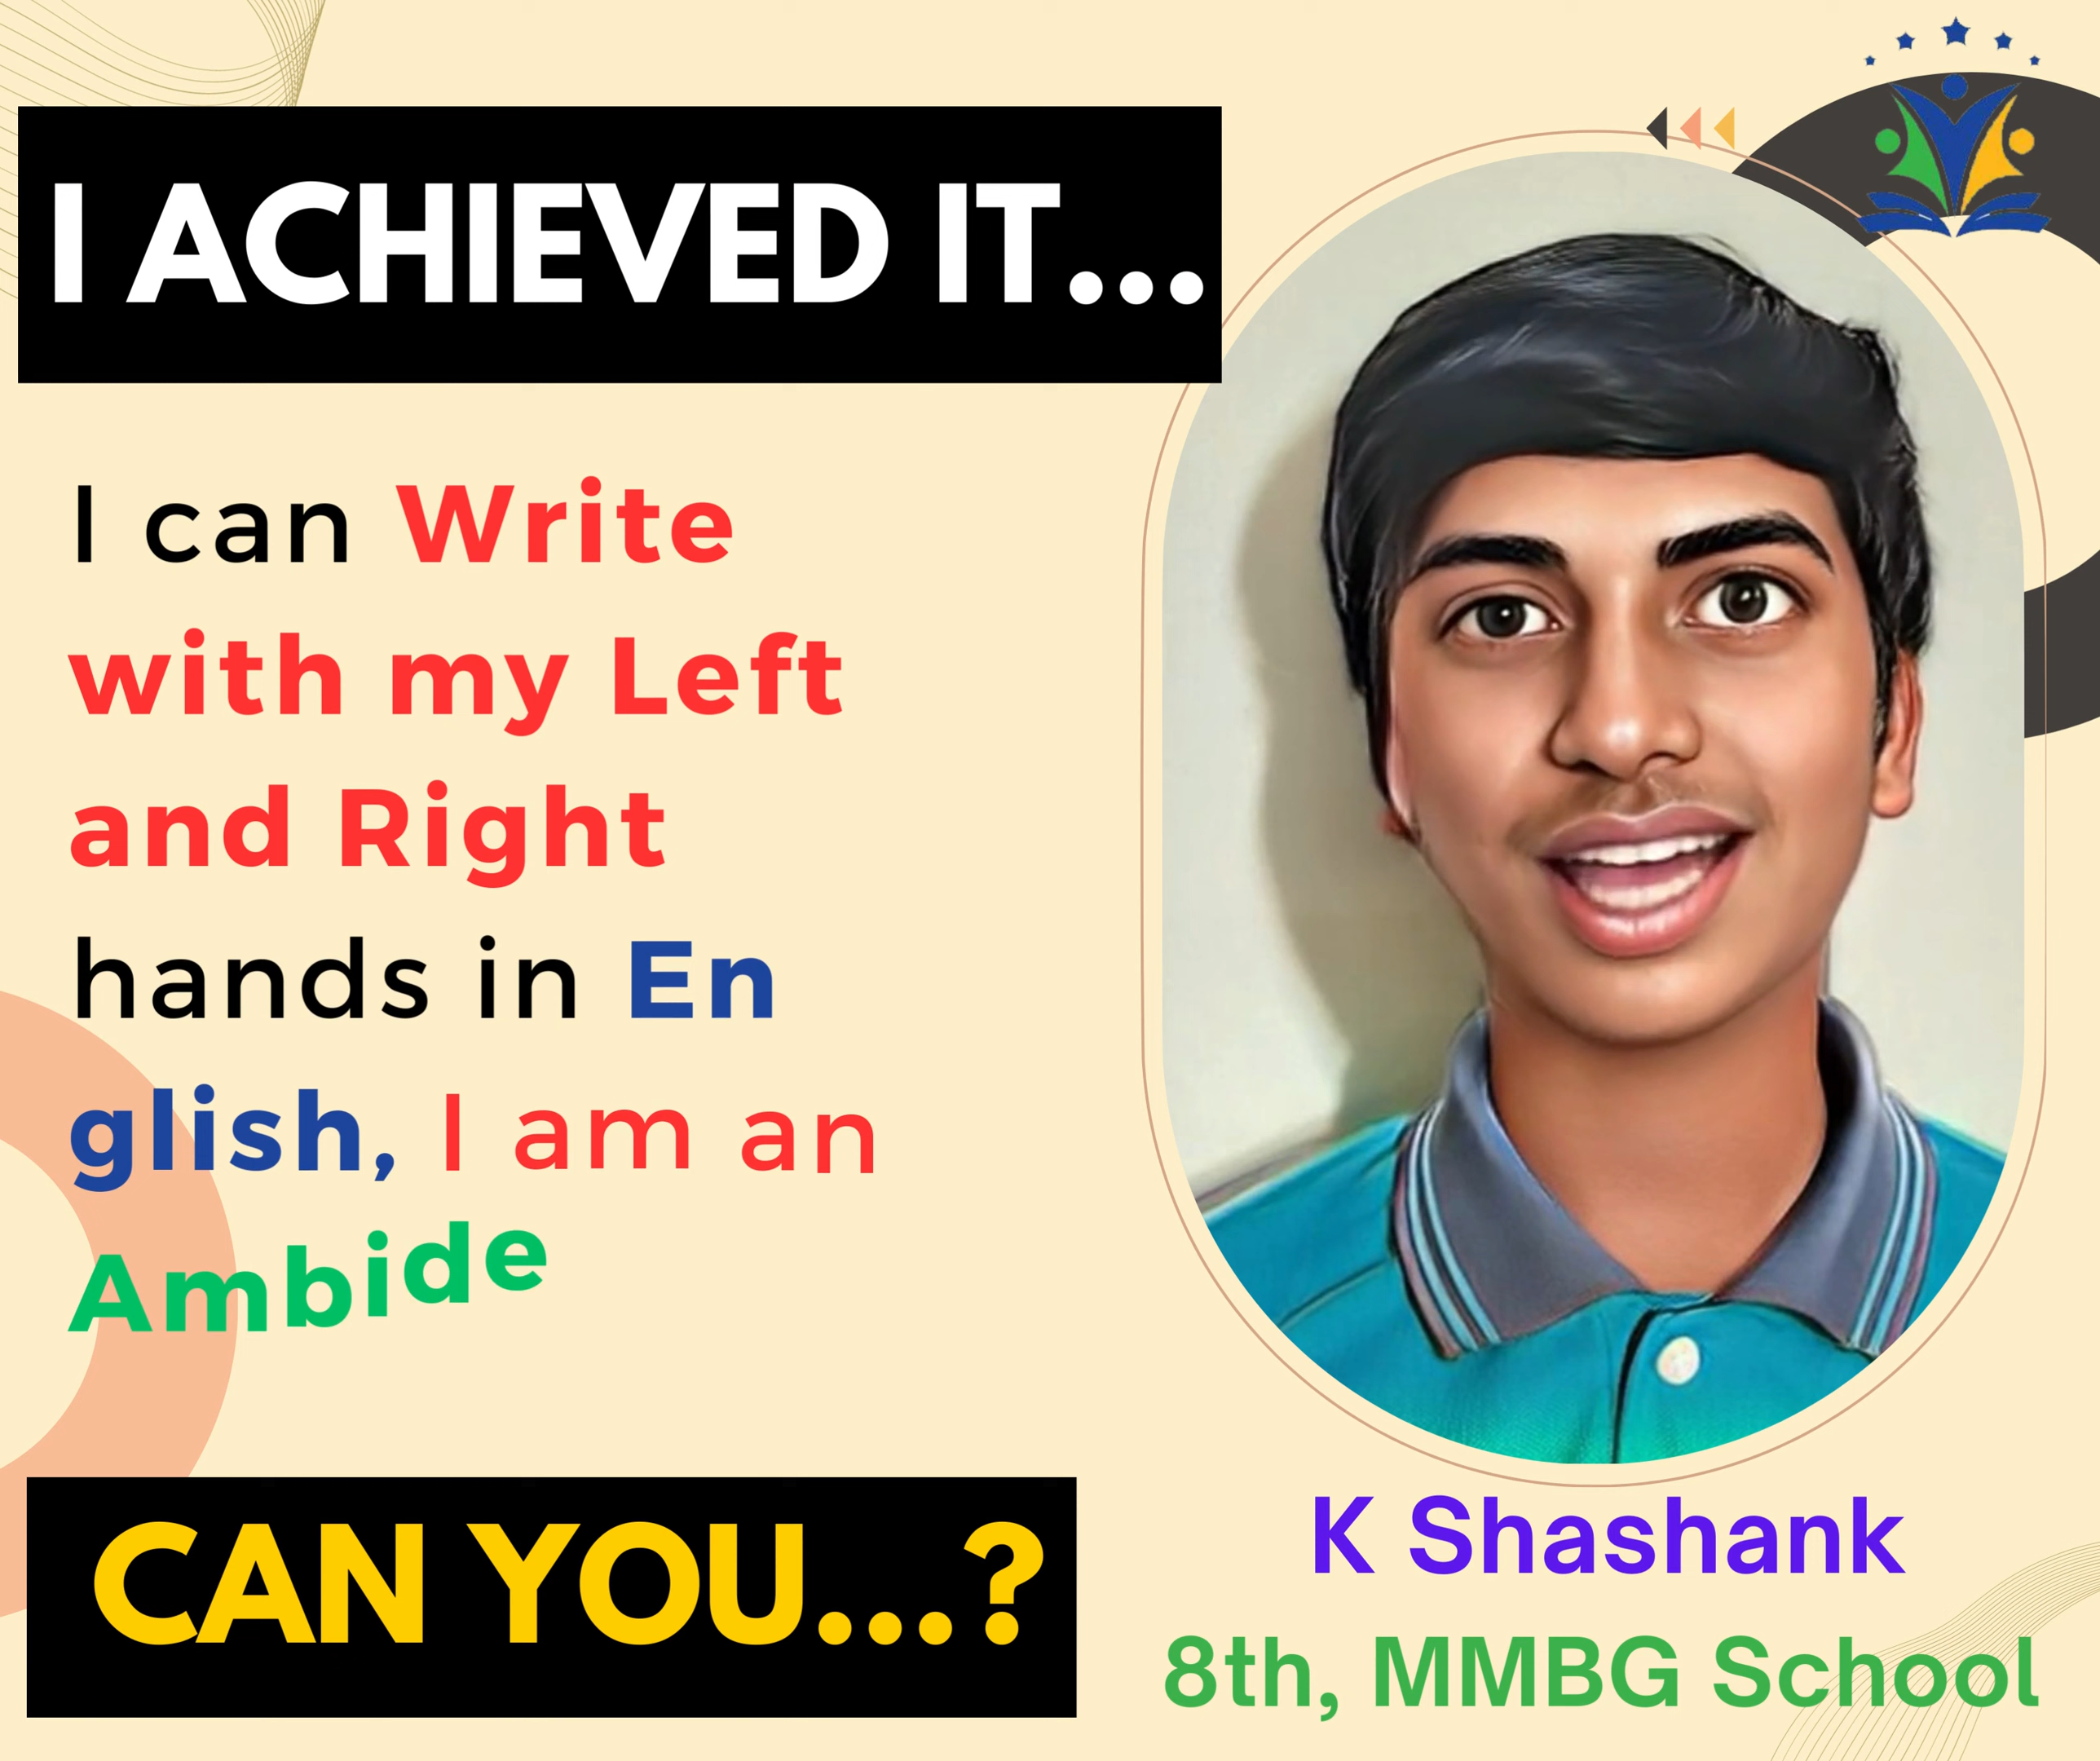 I ACHIEVED IT...
I can Write
with my Left
and Right
hands in En
glish, I am an
Ambide
CAN YOU...?
K Shashank
8th, MMBG School